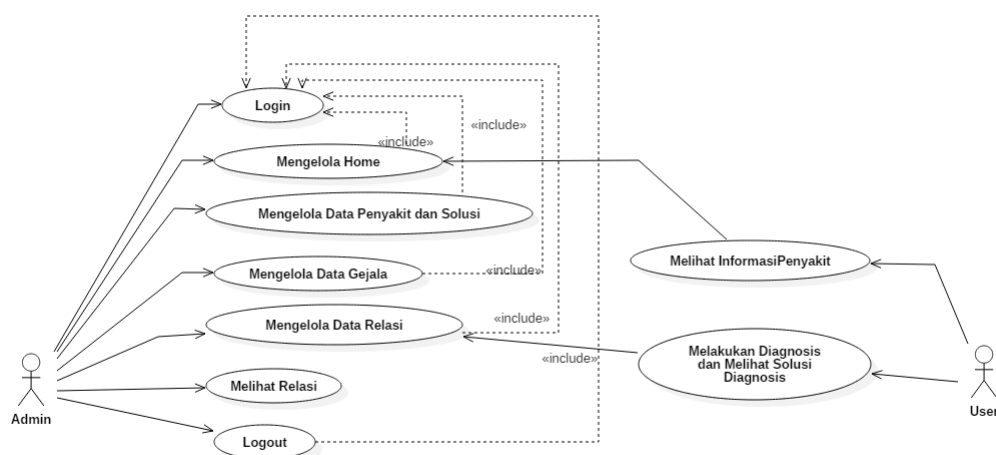 Login
«include»
«include»
Mengelola Home
Mengelola Data Penyakit dan Solusi
Melihat InformasiPenyakit
Mengelola Data Gejala
«include»
Mengelola Data Relasi
«include»
«include»
Melakukan Diagnosis
dan Melihat Solusi
Diagnosis
Melihat Relasi
Admin
User
Logout